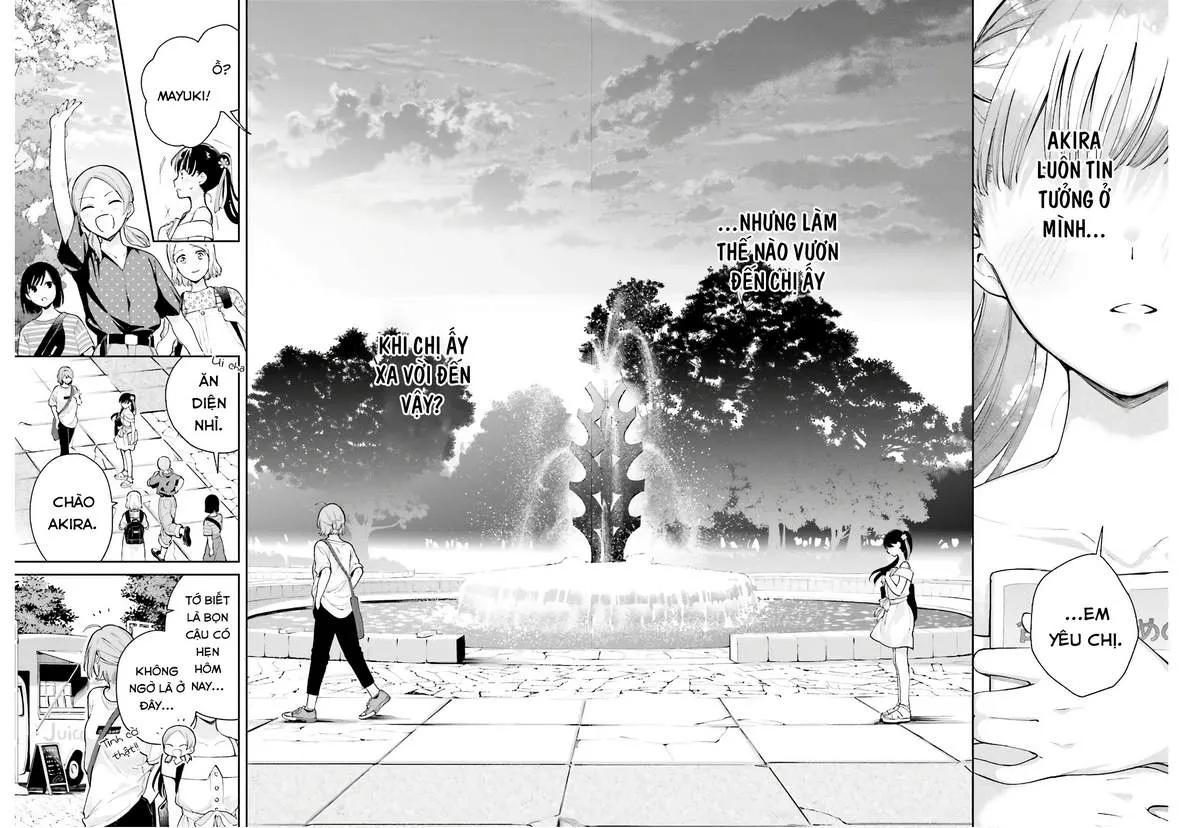 AKIRA
LUÔN TIN
TƯỞNG Ở
MÌNH...
...EM
YÊU CHỊ.
...NHƯNG LÀM
THẾ NÀO VƯƠN
ĐẾN CHỊ ẤY
KHI CHỊ ẤY
XA VỜI ĐẾN
VẬY?
Ồ?
MAYUKI!
ĂN
DIỆN
NHỈ.
CHÀO
AKIRA.
TỚ BIẾT
LÀ BỌN
CẬU CÓ
HẸN
HÔM
NAY...
KHÔNG
NGỜ LÀ Ở
ĐÂY...
Tình cờ
thật!!
Juice